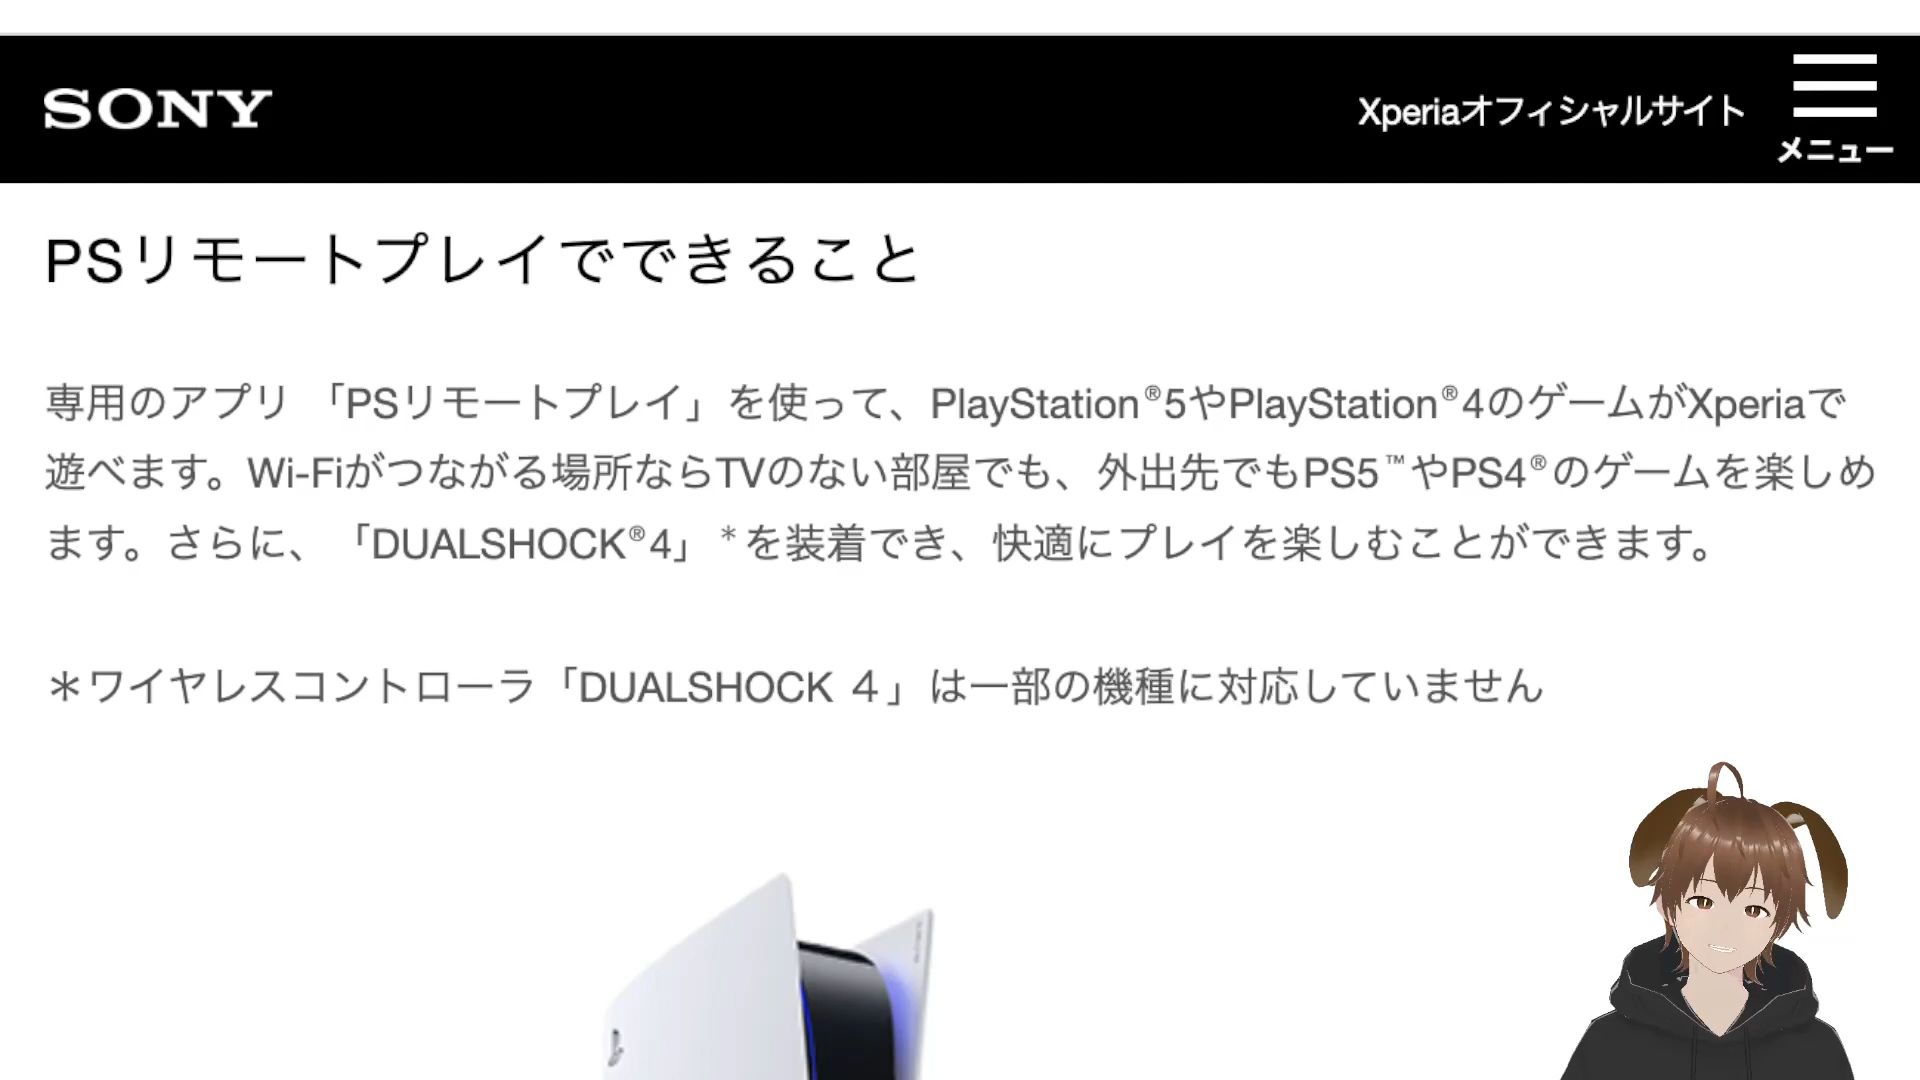 SONY
Xperiaオフィシャルサイト
メニュー
PSリモートプレイでできること
専用のアプリ 「PSリモートプレイ」を使って、PlayStation®5やPlayStation®4のゲームがXperiaで
遊べます。Wi-Fiがつながる場所ならTVのない部屋でも、外出先でもPS5™やPS4®のゲームを楽しめ
ます。さらに、「DUALSHOCK®4」＊を装着でき、快適にプレイを楽しむことができます。
＊ワイヤレスコントローラ「DUALSHOCK ４」は一部の機種に対応していません